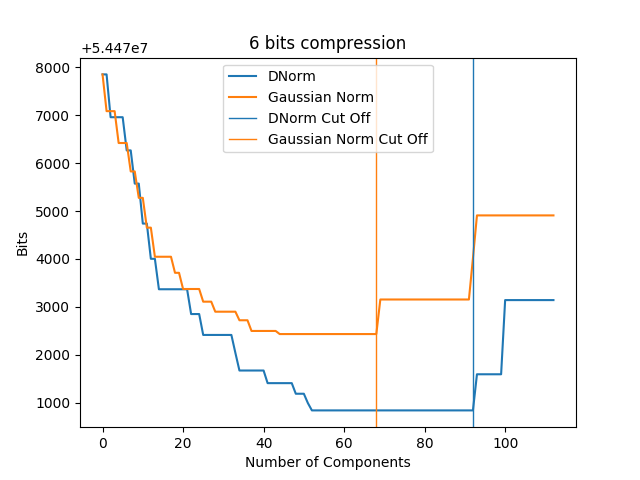 6 bits compression
+5.447e7
8000
7000
6000
5000
4000
3000
2000
1000
Bits
DNorm
Gaussian Norm
DNorm Cut Off
Gaussian Norm Cut Off
0 20 40 60 80 100
Number of Components